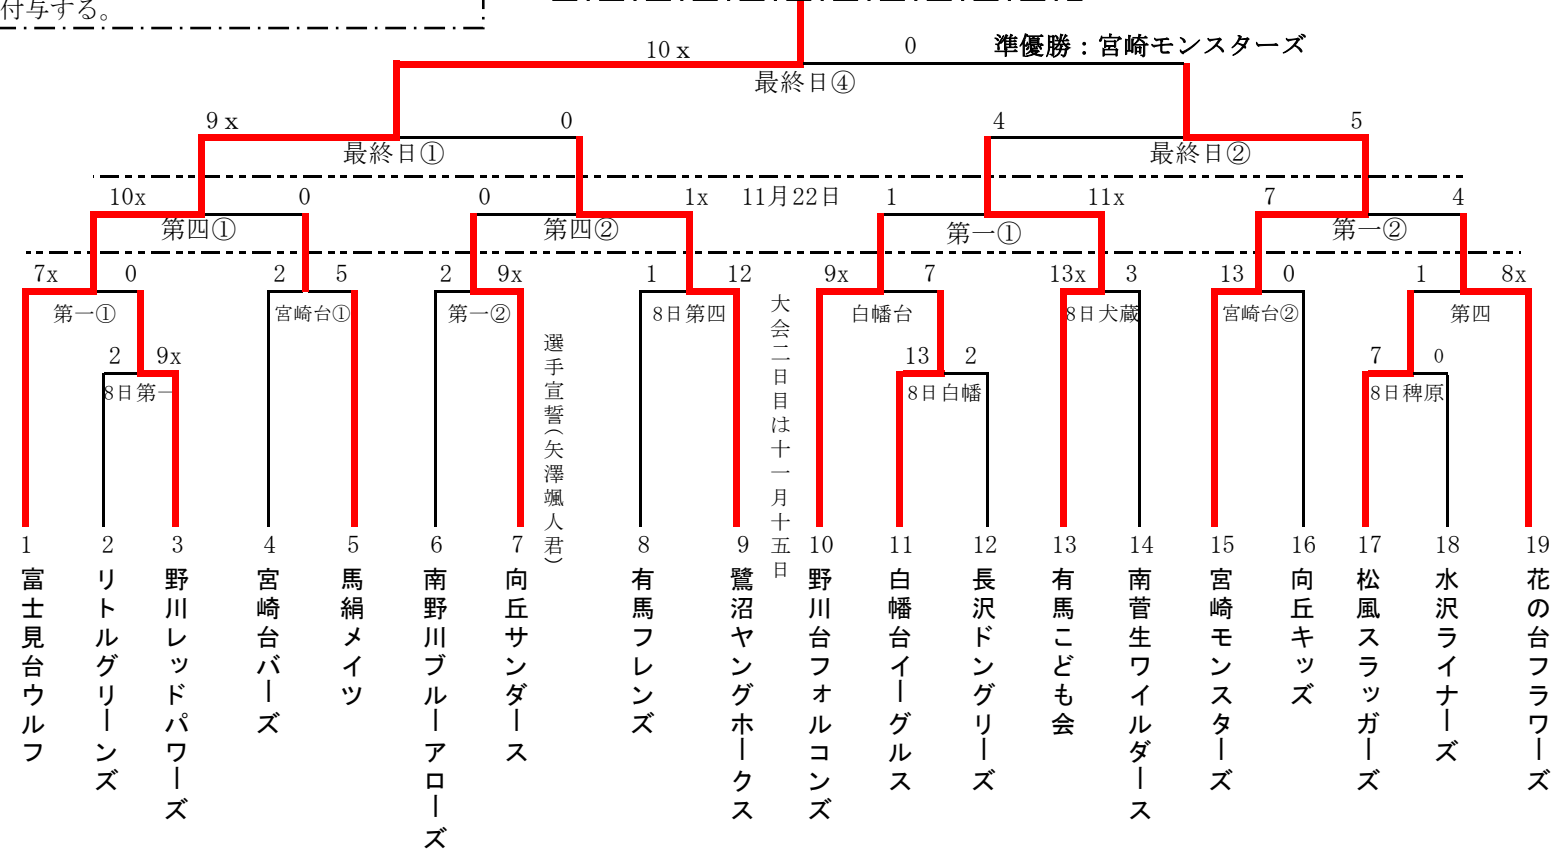 付与する。
10x 0 準優勝：宮崎モンスターズ
最終日④
9x 0 4 5
最終日① 最終日②
10x 0 0 1x 11月22日 1 11x 7 4
第四① 第四② 第一① 第一②
7x 0 2 5 2 9x 1 12 9x 7 13x 3 13 0 1 8x
第一① 宮崎台① 第一② 8日第四 白幡台 8日犬蔵 宮崎台② 第四
2 9x 13 2 7 0
8日第一 8日白幡 8日稗原
選手宣誓（矢澤颯人君）
大会二日目は十一月十五日
1 2 3 4 5 6 7 8 9 10 11 12 13 14 15 16 17 18 19
富士見台ウルフ
リトルグリーンズ
野川レッドパワーズ
宮崎台バーズ
馬絹メイツ
南野川ブルーアローズ
向丘サンダース
有馬フレンズ
鷺沼ヤングホークス
野川台フォルコンズ
白幡台イーグルス
長沢ドングリーズ
有馬こども会
南菅生ワイルダース
宮崎モンスターズ
向丘キッズ
松風スラッガーズ
水沢ライナーズ
花の台フラワーズ